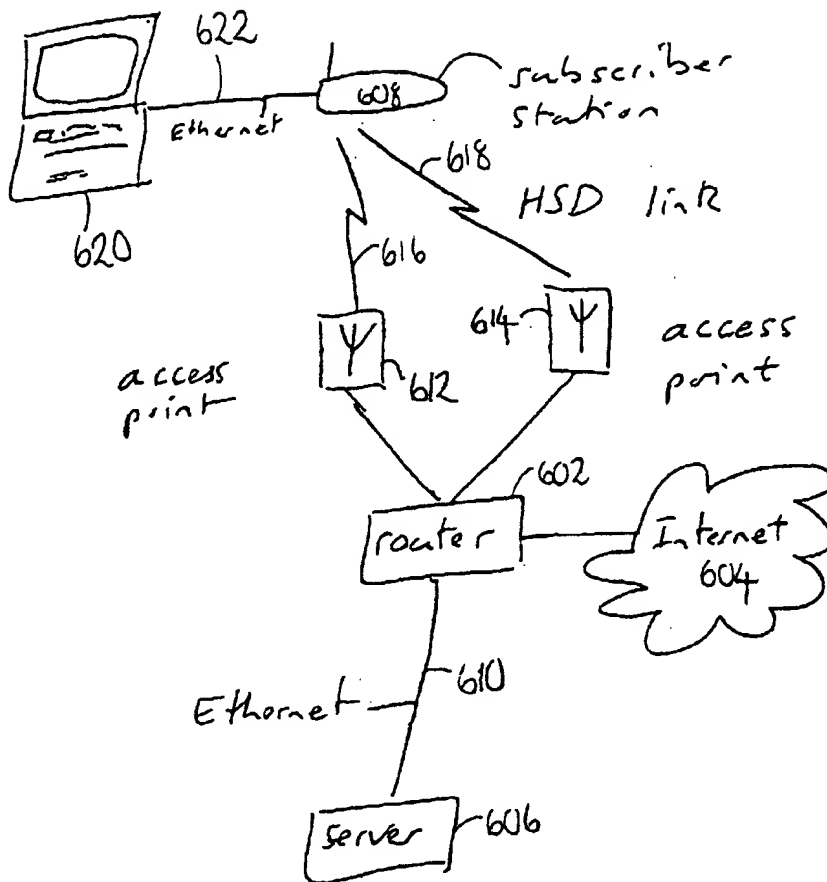 622
608
subscriber
station
Ethernet
618
HSD link
620
616
614
access
point
612
access
point
602
router
Internet
604
610
Ethernet
server
606